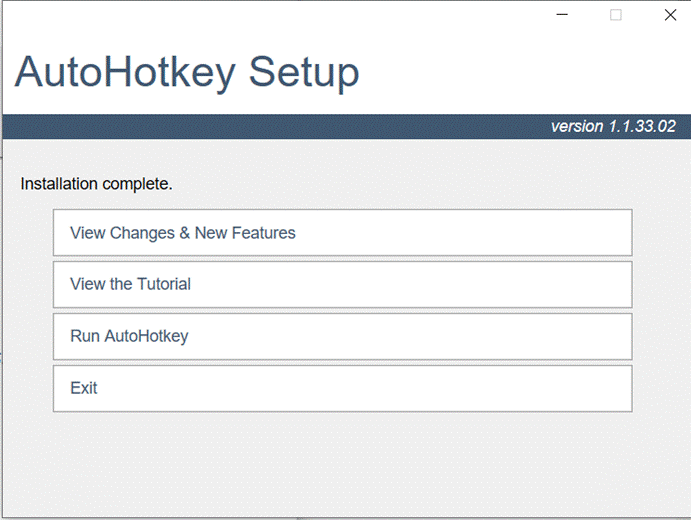 AutoHotkey Setup
version 1.1.33.02
Installation complete.
View Changes & New Features
View the Tutorial
Run AutoHotkey
Exit